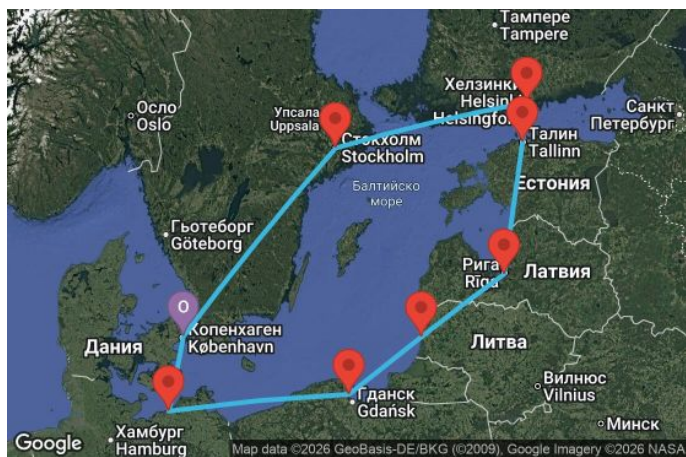 Тампере
Tampere
Хелзинки
Helsinki
Helsingfor
Осло
Oslo
Упсала
Uppsala
Стокхолм
Stockholm
Санкт
Петербург
Талин
Tallinn
Балтийско
море
Естония
Гьотеборг
Göteborg
Рига
Rīga
Латвия
O
Копенхаген
København
Дания
Литва
Вилнюс
Vilnius
Гданск
Gdańsk
Хамбург
Hamburg
Минск
Google
Map data ©2026 GeoBasis-DE/BKG (©2009), Google Imagery ©2026 NASA